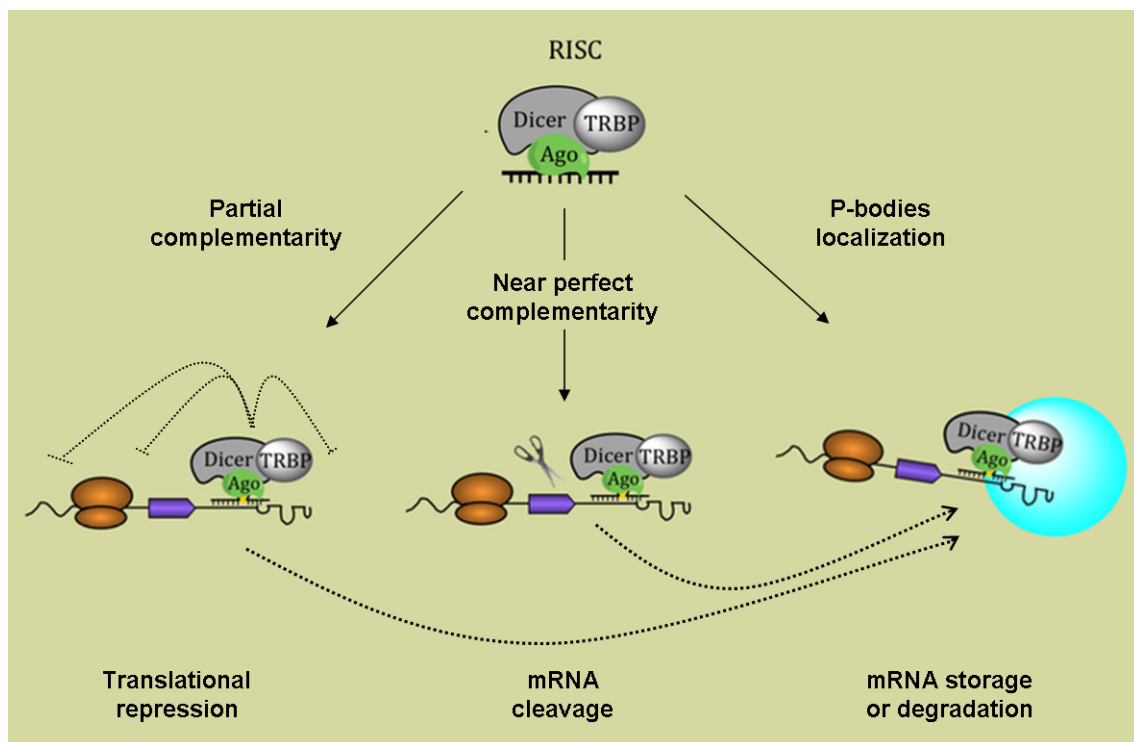 RISC
Dicer TRBP
Ago
Partial
complementarity
P-bodies
localization
Near perfect
complementarity
Dicer TRBP
Ago
Dicer TRBP
Ago
Dicer TRBP
Ago
Translational
repression
mRNA
cleavage
mRNA storage
or degradation